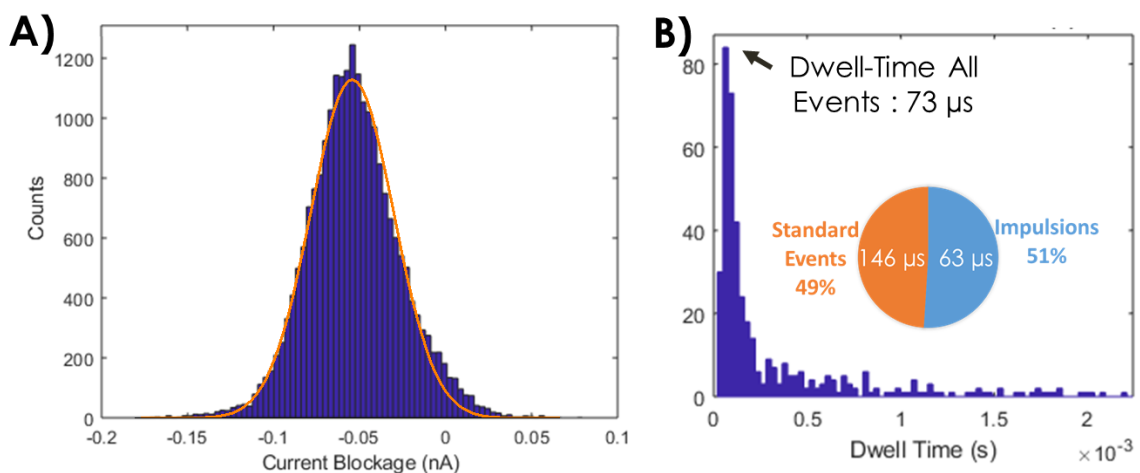 A)
1200
1000
800
600
400
200
0
Counts
-0.2
-0.15
-0.1
-0.05
0
0.05
0.1
Current Blockage (nA)
B)
80
60
40
20
0
Dwell-Time All
Events : 73 µs
Standard
Events
49%
146 µs
63 µs
Impulsions
51%
0
0.5
1
1.5
2
Dwell Time (s)
×10⁻³